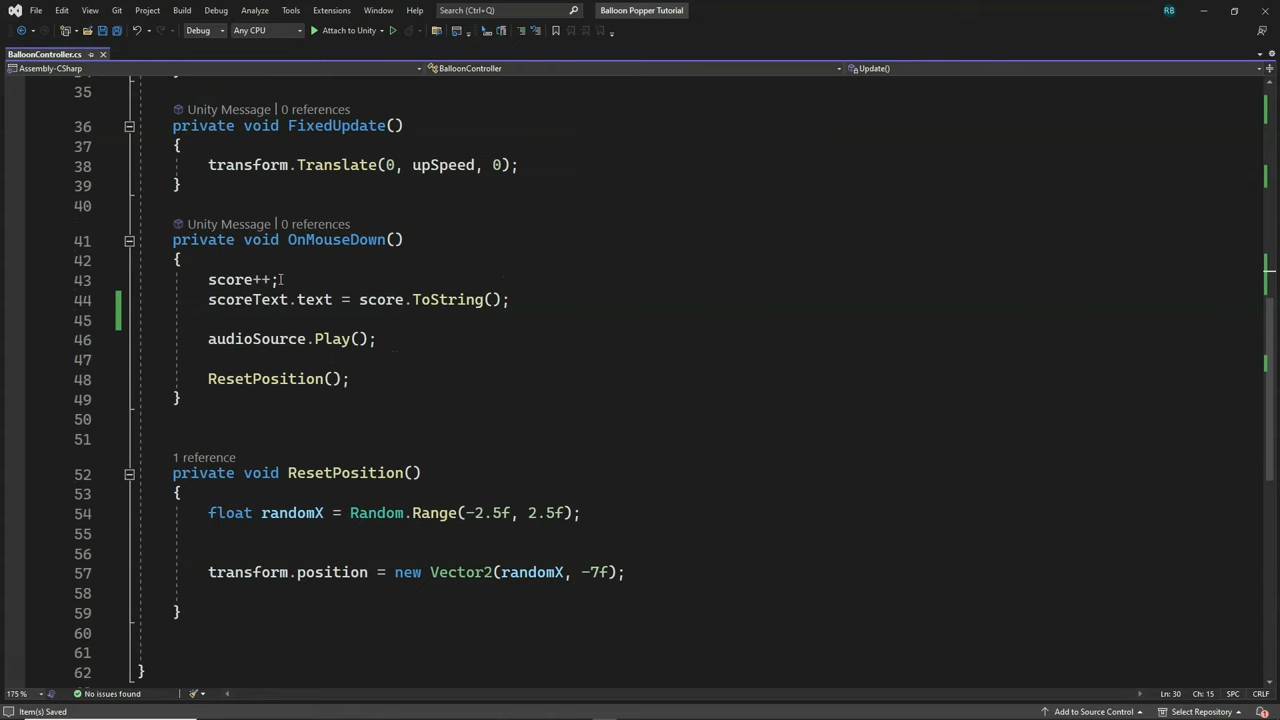 File Edit View Git Project Build Debug Analyze Tools Extensions Window Help Search (Ctrl+Q) Balloon Popper Tutorial RB
Debug Any CPU Attach to Unity
BalloonController.cs
Assembly-CSharp BalloonController Update()
35
Unity Message | 0 references
36 private void FixedUpdate()
37 {
38 transform.Translate(0, upSpeed, 0);
39 }
40
Unity Message | 0 references
41 private void OnMouseDown()
42 {
43 score++;
44 scoreText.text = score.ToString();
45
46 audioSource.Play();
47
48 ResetPosition();
49 }
50
51
1 reference
52 private void ResetPosition()
53 {
54 float randomX = Random.Range(-2.5f, 2.5f);
55
56
57 transform.position = new Vector2(randomX, -7f);
58
59 }
60
61
62 }
175 % No issues found Ln: 30 Ch: 15 SPC CRLF
Item(s) Saved Add to Source Control Select Repository 1